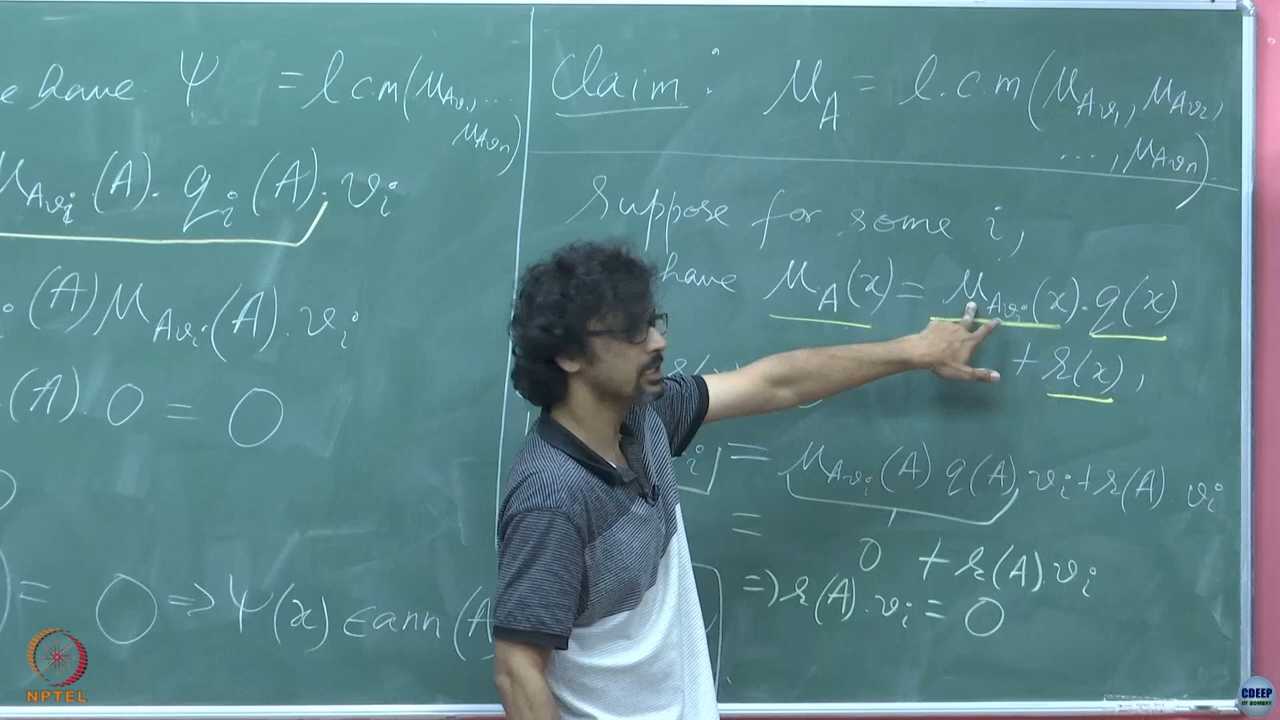 e have Ψ = lcm(μ_{Av_1}, ...
μ_{Av_n})
μ_{Av_i}(A) · q_i(A) · v_i
(A) μ_{Av_i}(A) · v_i
(A) · 0 = 0
) = 0 ⇒ Ψ(x) ∈ ann(A
Claim: μ_A = l.c.m(μ_{Av_1}, μ_{Av_2},
..., μ_{Av_n}).
Suppose for some i,
have μ_A(x) = μ_{Av_i}(x) · q(x)
+ r(x),
= μ_{Av_i}(A) q(A) v_i + r(A) · v_i
= 0 + r(A) · v_i
⇒ r(A) · v_i = 0
NPTEL
CDEEP
IIT BOMBAY